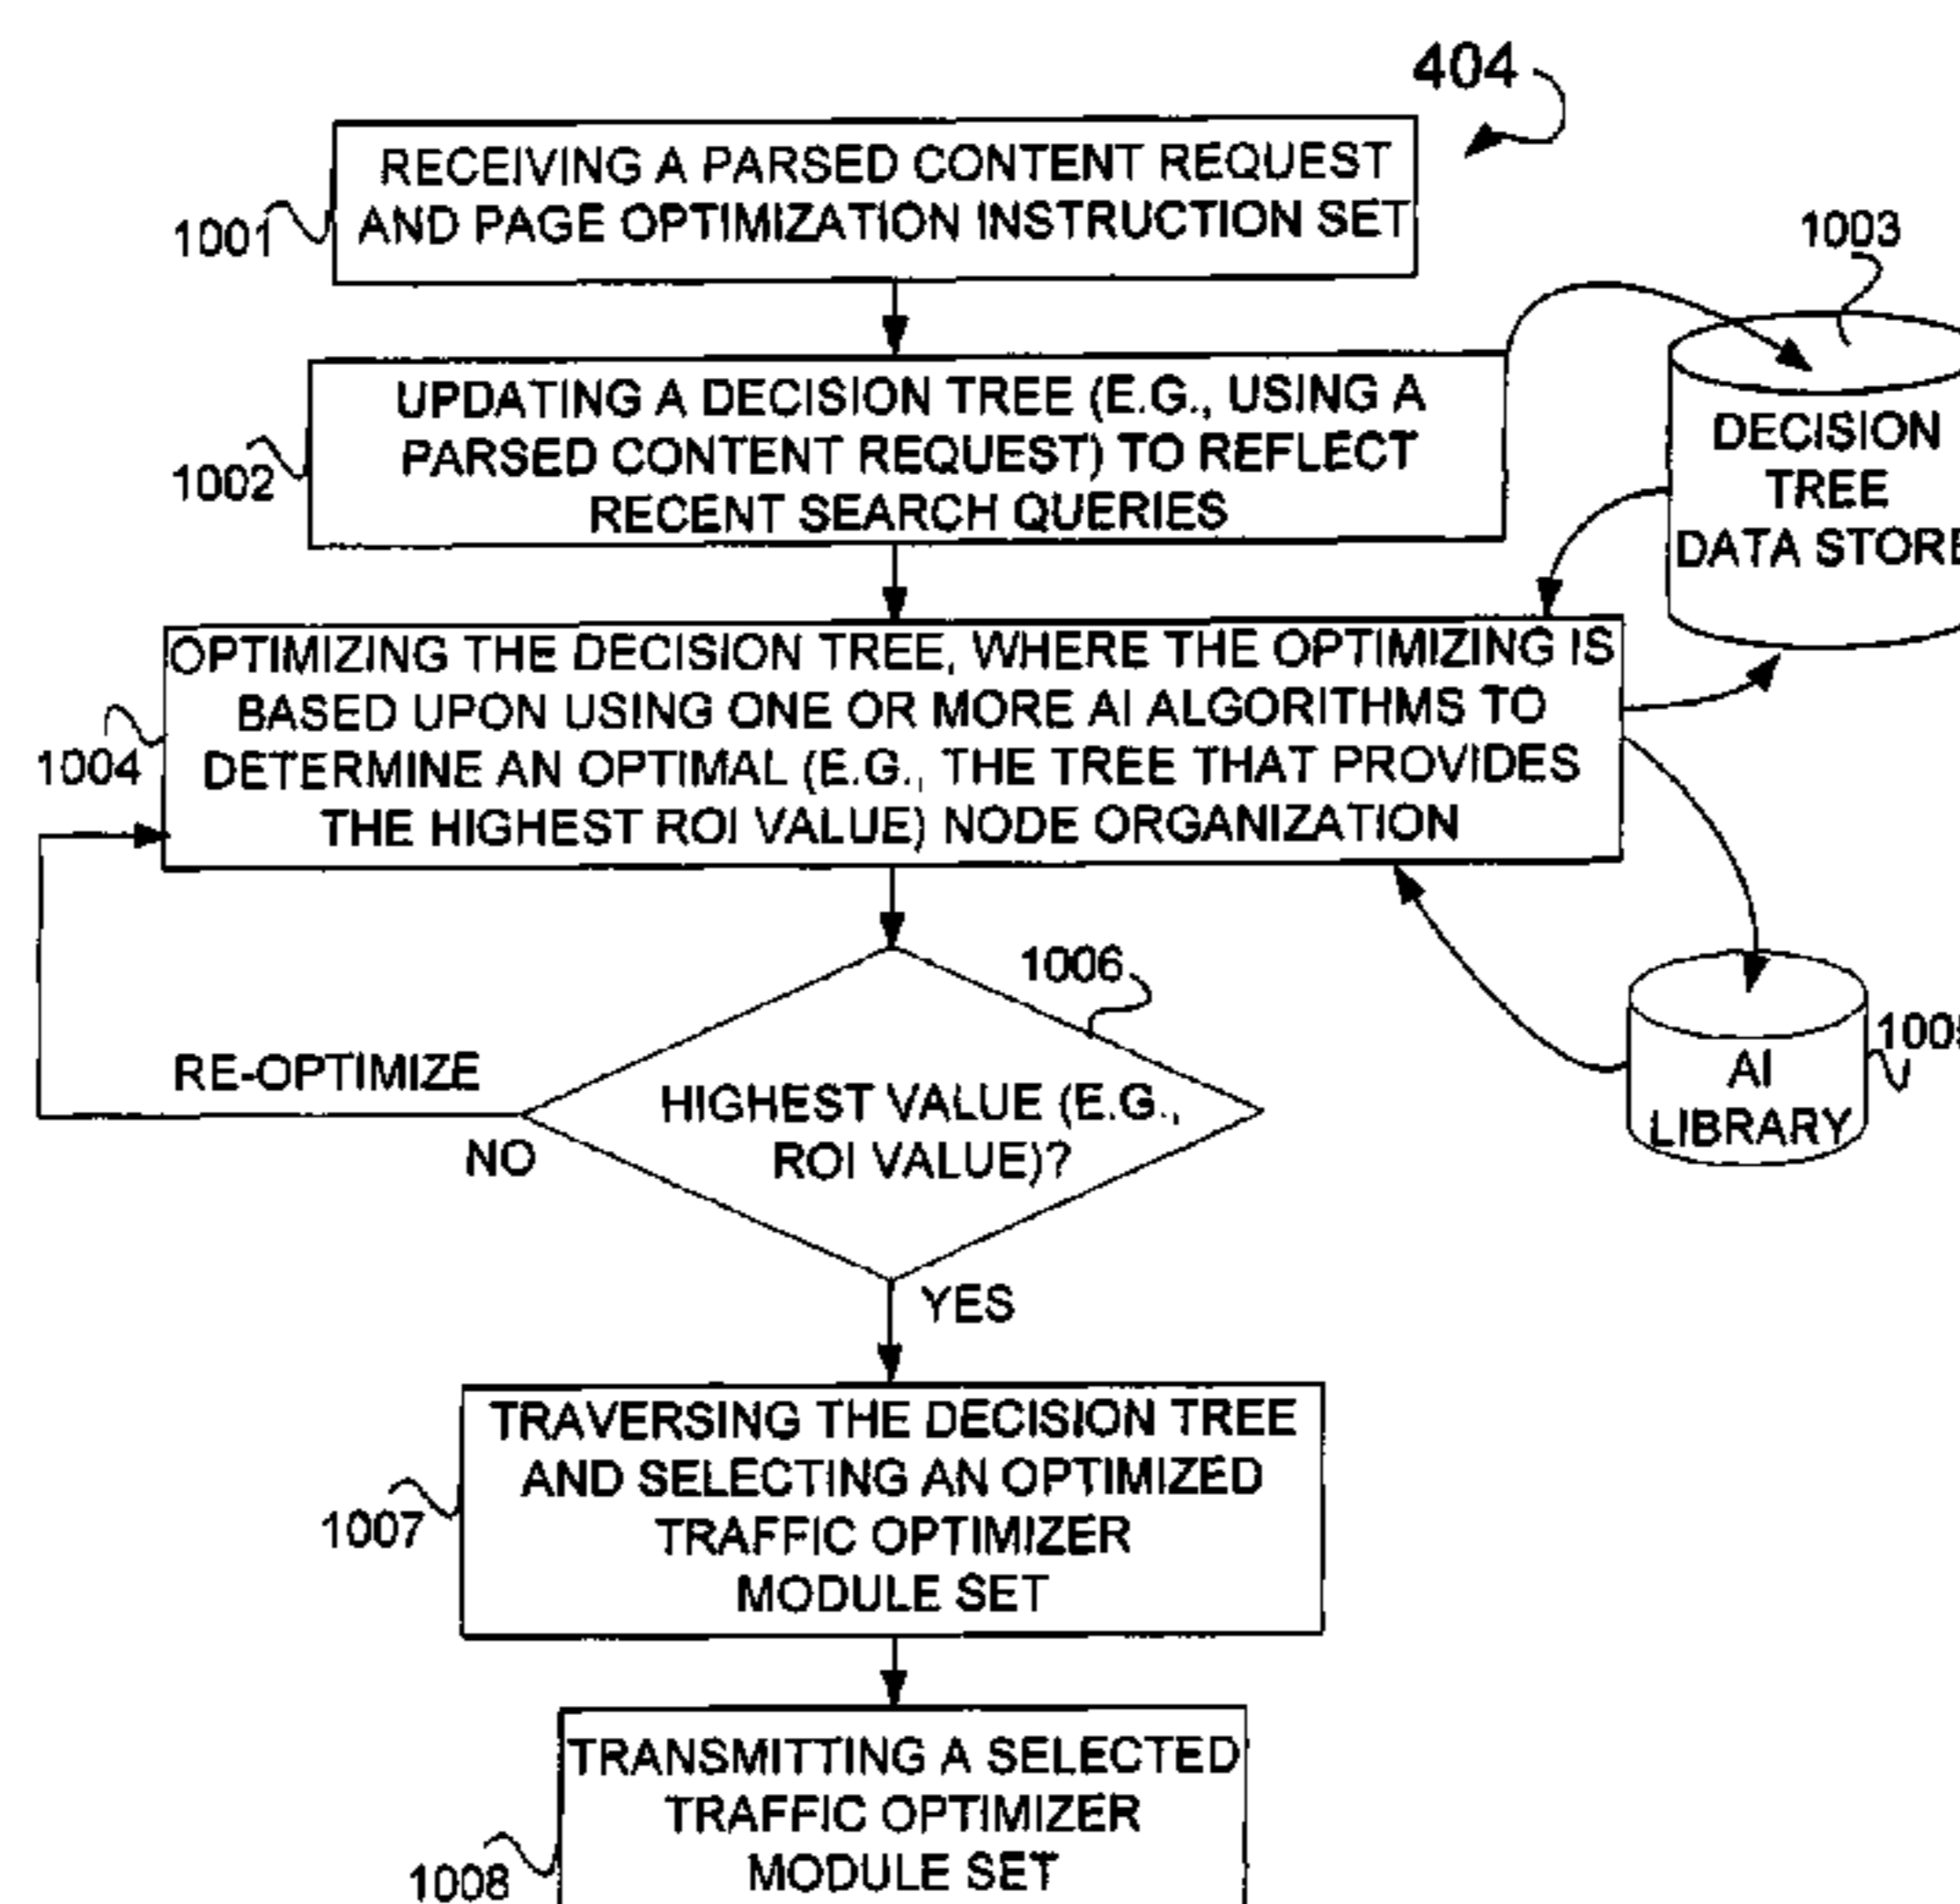 404
RECEIVING A PARSED CONTENT REQUEST
AND PAGE OPTIMIZATION INSTRUCTION SET
1001
1003
UPDATING A DECISION TREE (E.G., USING A
PARSED CONTENT REQUEST) TO REFLECT
RECENT SEARCH QUERIES
1002
DECISION
TREE
DATA STORE
OPTIMIZING THE DECISION TREE, WHERE THE OPTIMIZING IS
BASED UPON USING ONE OR MORE AI ALGORITHMS TO
DETERMINE AN OPTIMAL (E.G., THE TREE THAT PROVIDES
THE HIGHEST ROI VALUE) NODE ORGANIZATION
1004
1006
RE-OPTIMIZE
HIGHEST VALUE (E.G.,
ROI VALUE)?
NO
AI
LIBRARY
YES
TRAVERSING THE DECISION TREE
AND SELECTING AN OPTIMIZED
TRAFFIC OPTIMIZER
MODULE SET
1007
TRANSMITTING A SELECTED
TRAFFIC OPTIMIZER
MODULE SET
1008